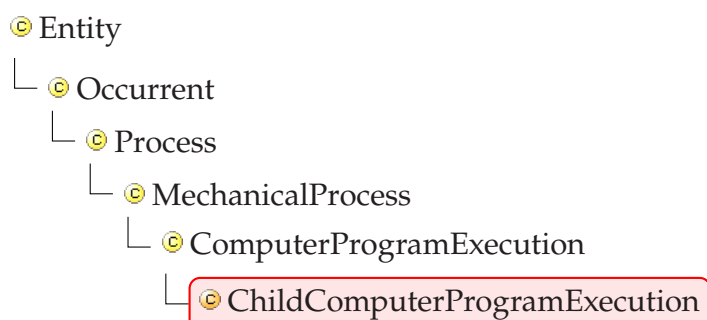 C Entity
C Occurrent
C Process
C MechanicalProcess
C ComputerProgramExecution
C ChildComputerProgramExecution